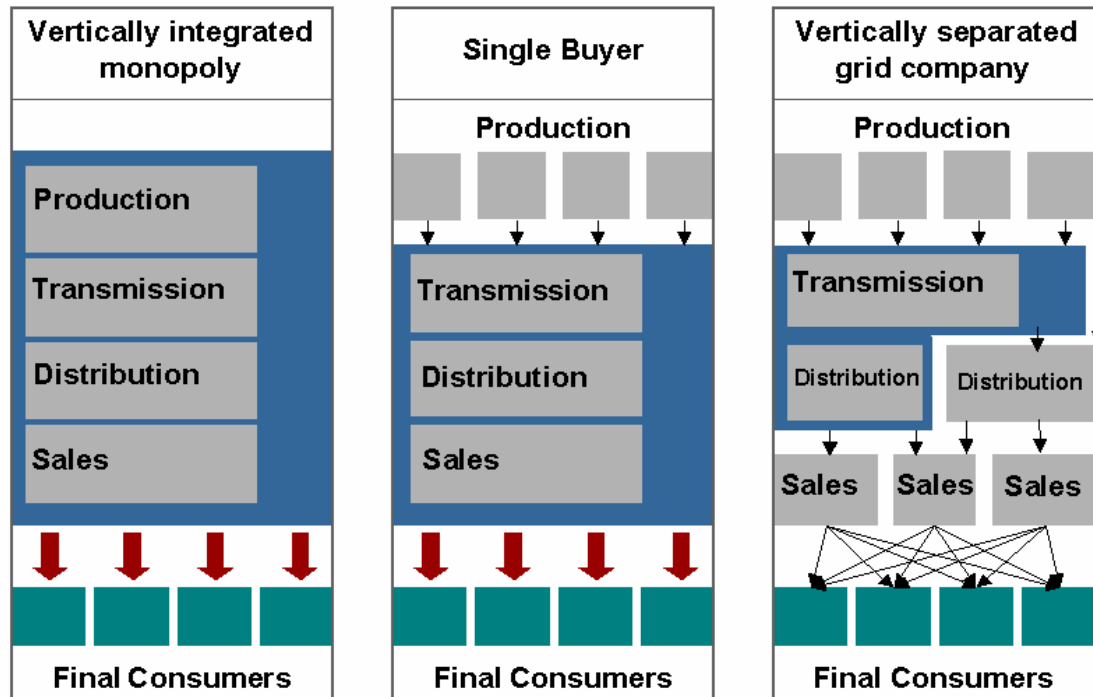 Vertically integrated
monopoly
Production
Transmission
Distribution
Sales
Final Consumers
Single Buyer
Production
Transmission
Distribution
Sales
Final Consumers
Vertically separated
grid company
Production
Transmission
Distribution
Distribution
Sales
Sales
Sales
Final Consumers